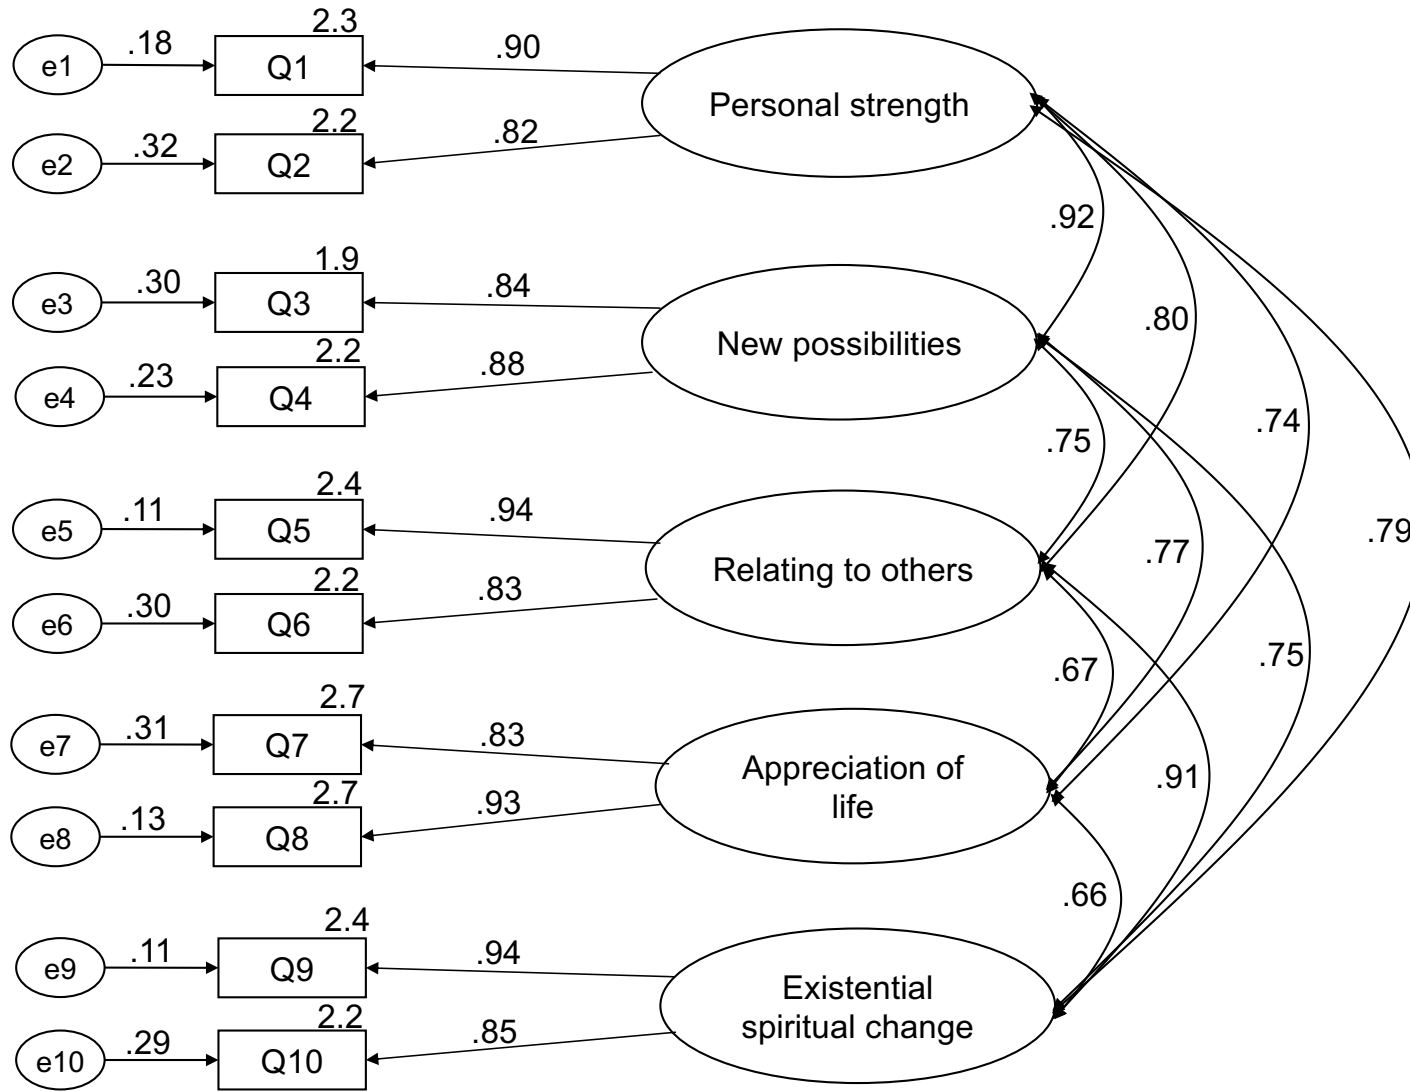 2.3
e1 .18 Q1 .90 Personal strength
2.2
e2 .32 Q2 .82
.92
1.9
e3 .30 Q3 .84 New possibilities .80
2.2
e4 .23 Q4 .88
.75 .74
2.4
e5 .11 Q5 .94 Relating to others .77 .79
2.2
e6 .30 Q6 .83
.67 .75
2.7
e7 .31 Q7 .83 Appreciation of
life .91
2.7
e8 .13 Q8 .93
.66
2.4
e9 .11 Q9 .94 Existential
spiritual change
2.2
e10 .29 Q10 .85